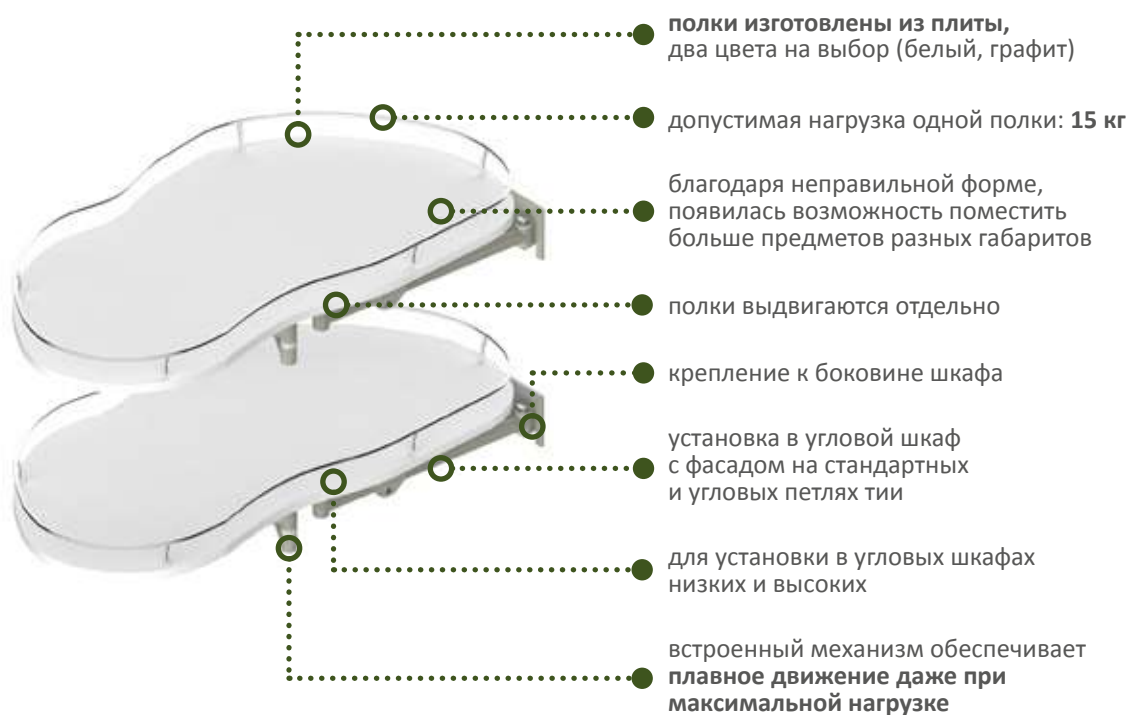 полки изготовлены из плиты,
два цвета на выбор (белый, графит)
допустимая нагрузка одной полки: 15 кг
благодаря неправильной форме,
появилась возможность поместить
больше предметов разных габаритов
полки выдвигаются отдельно
крепление к боковине шкафа
установка в угловой шкаф
с фасадом на стандартных
и угловых петлях тии
для установки в угловых шкафах
низких и высоких
встроенный механизм обеспечивает
плавное движение даже при
максимальной нагрузке